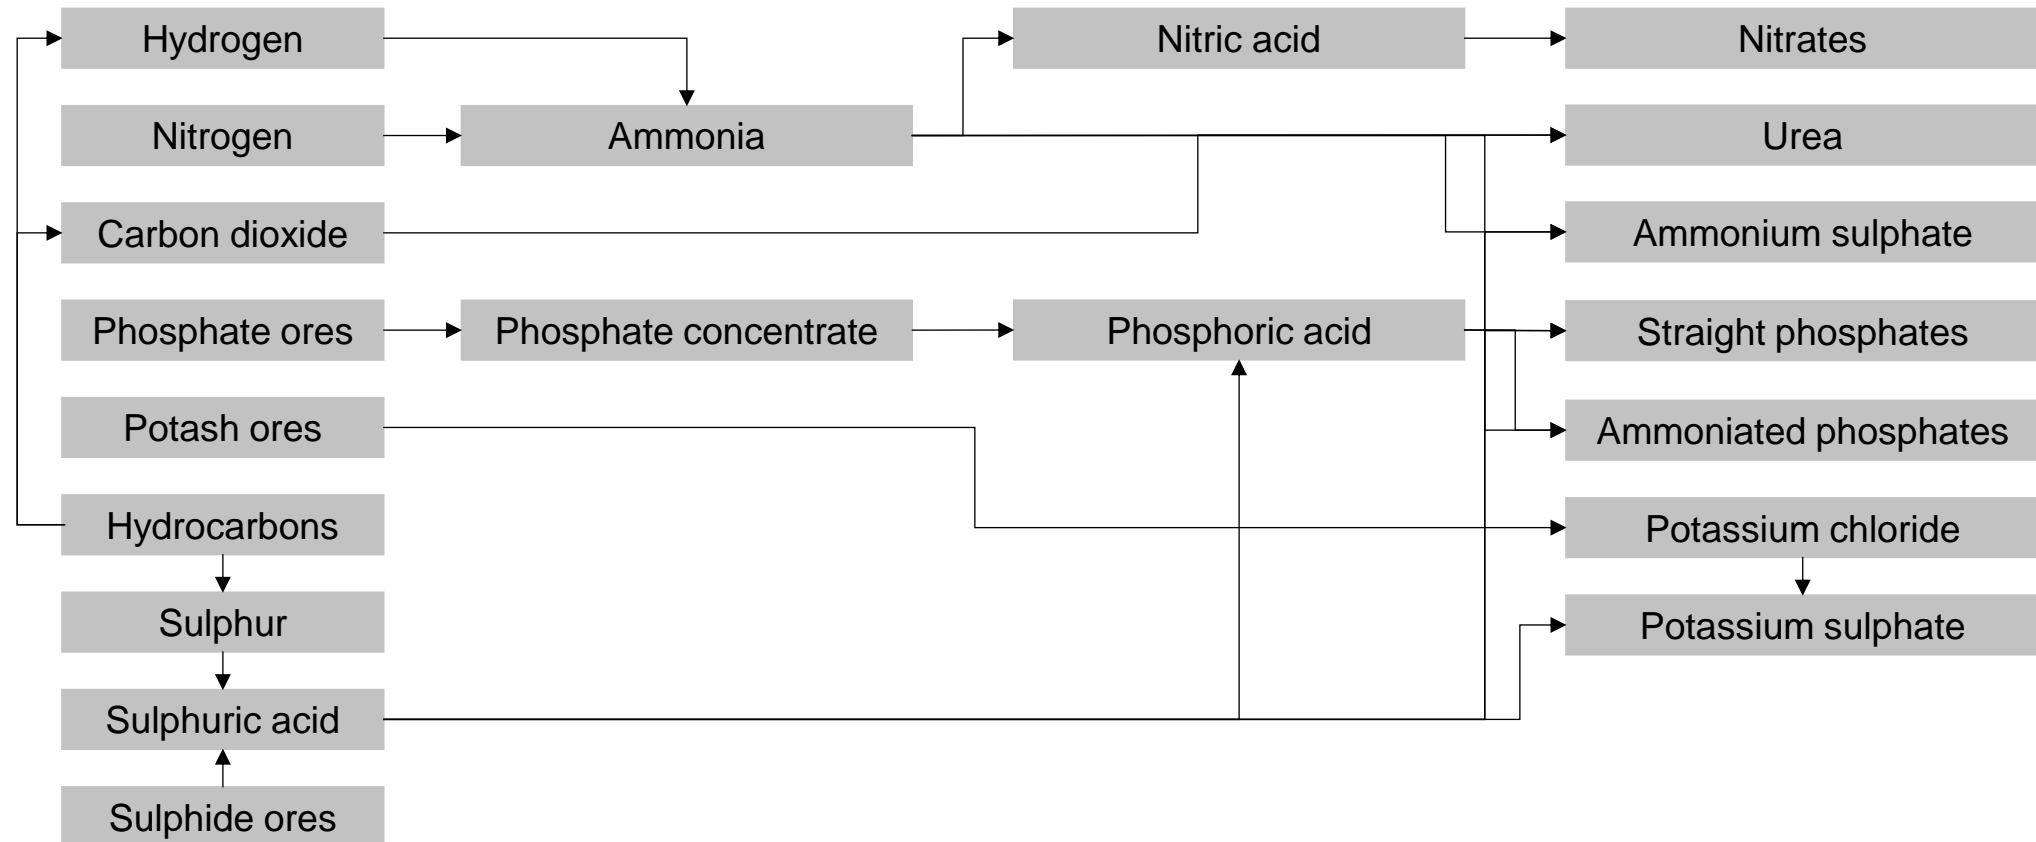 Hydrogen
Nitric acid
Nitrates
Nitrogen
Ammonia
Urea
Carbon dioxide
Ammonium sulphate
Phosphate ores
Phosphate concentrate
Phosphoric acid
Straight phosphates
Potash ores
Ammoniated phosphates
Hydrocarbons
Potassium chloride
Sulphur
Potassium sulphate
Sulphuric acid
Sulphide ores